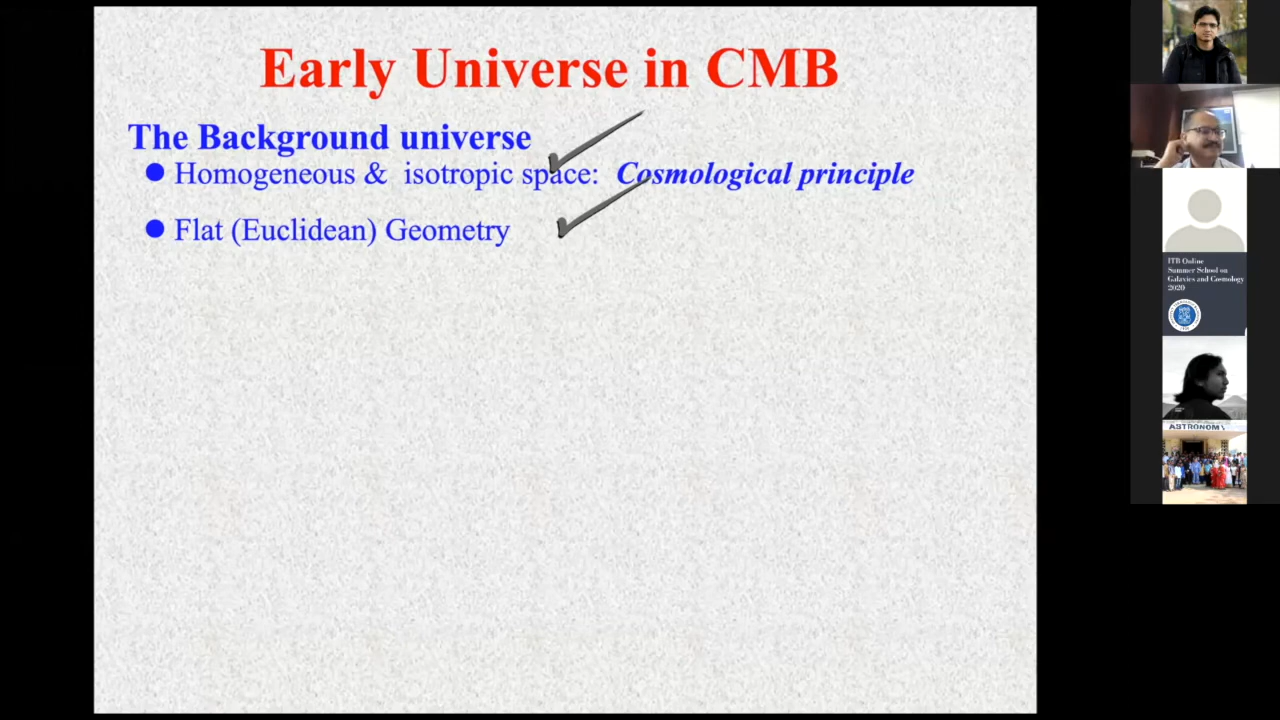 Early Universe in CMB
The Background universe
● Homogeneous & isotropic space: Cosmological principle
● Flat (Euclidean) Geometry
ITB Online
Summer School on
Galaxies and Cosmology
2020
ASTRONOMY